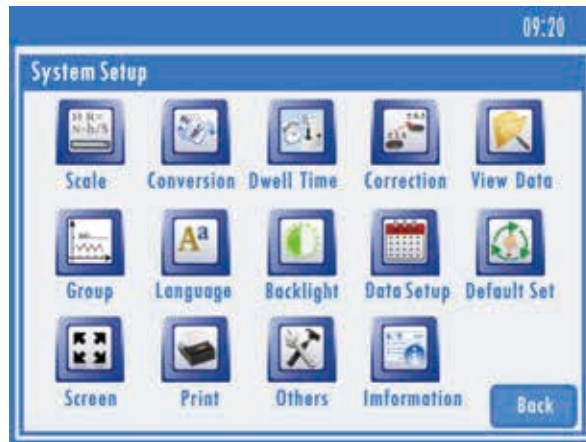 09:20
System Setup
Scale Conversion Dwell Time Correction View Data
Group Language Backlight Data Setup Default Set
Screen Print Others Imformation
Back